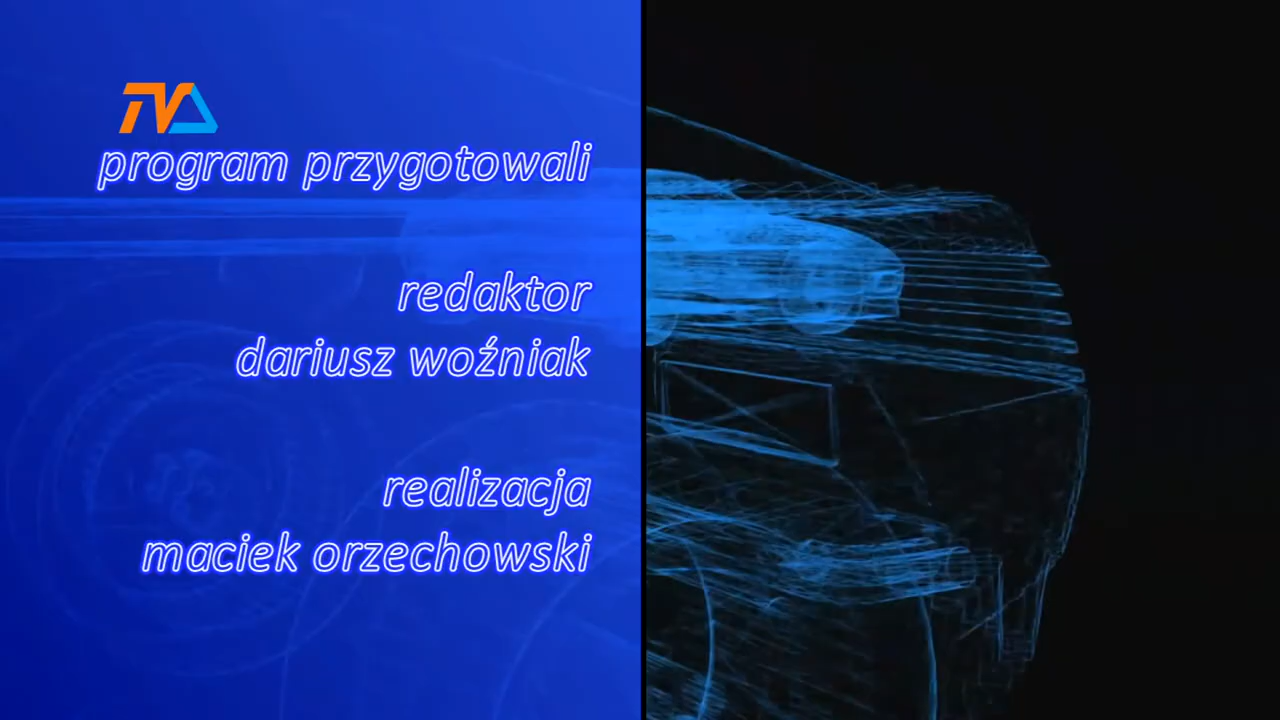 TVA
program przygotowali
redaktor
dariusz woźniak
realizacja
maciek orzechowski